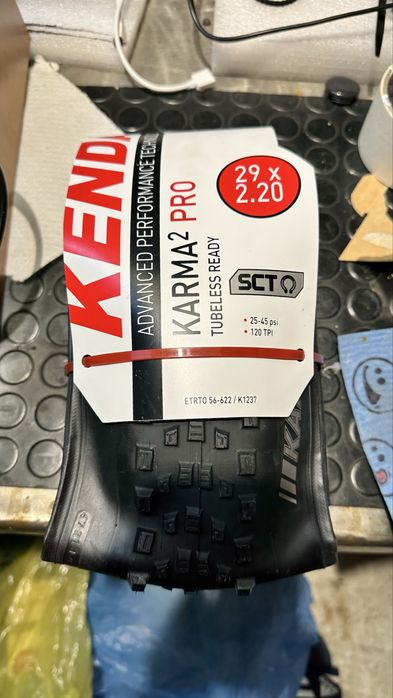 KENDA
ADVANCED PERFORMANCE
KARMA² PRO
TUBELESS READY
29 x
2.20
SCT
• 25-45 psi
• 120 TPI
ETRTO 56-622 / K1237